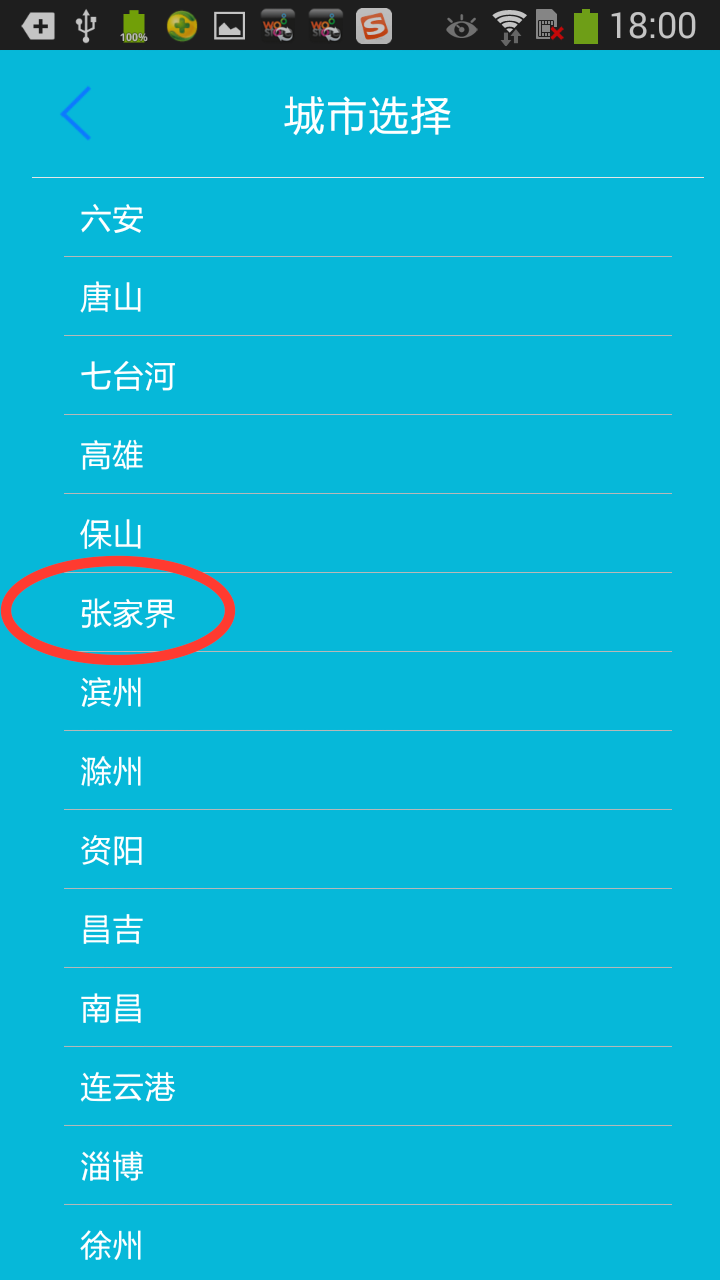 100%
18:00
城市选择
六安
唐山
七台河
高雄
保山
张家界
滨州
滁州
资阳
昌吉
南昌
连云港
淄博
徐州